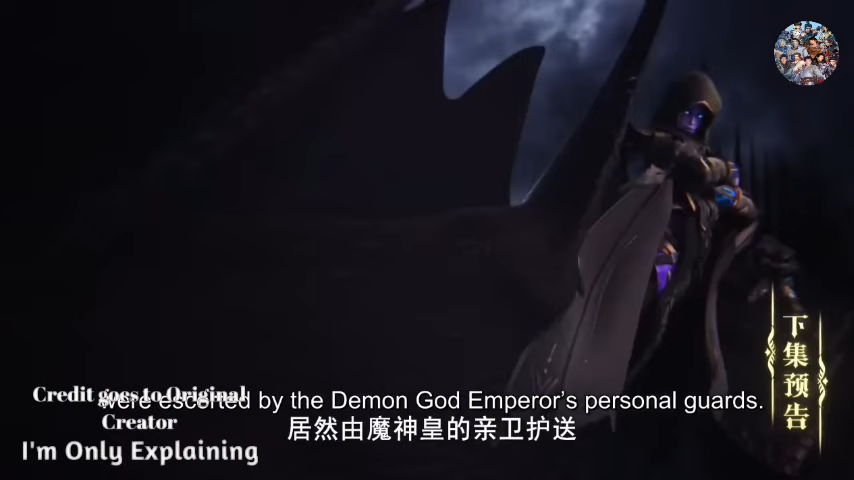 下集预告
Credit goes to Original
Creator
were escorted by the Demon God Emperor's personal guards.
居然由魔神皇的亲卫护送
I'm Only Explaining